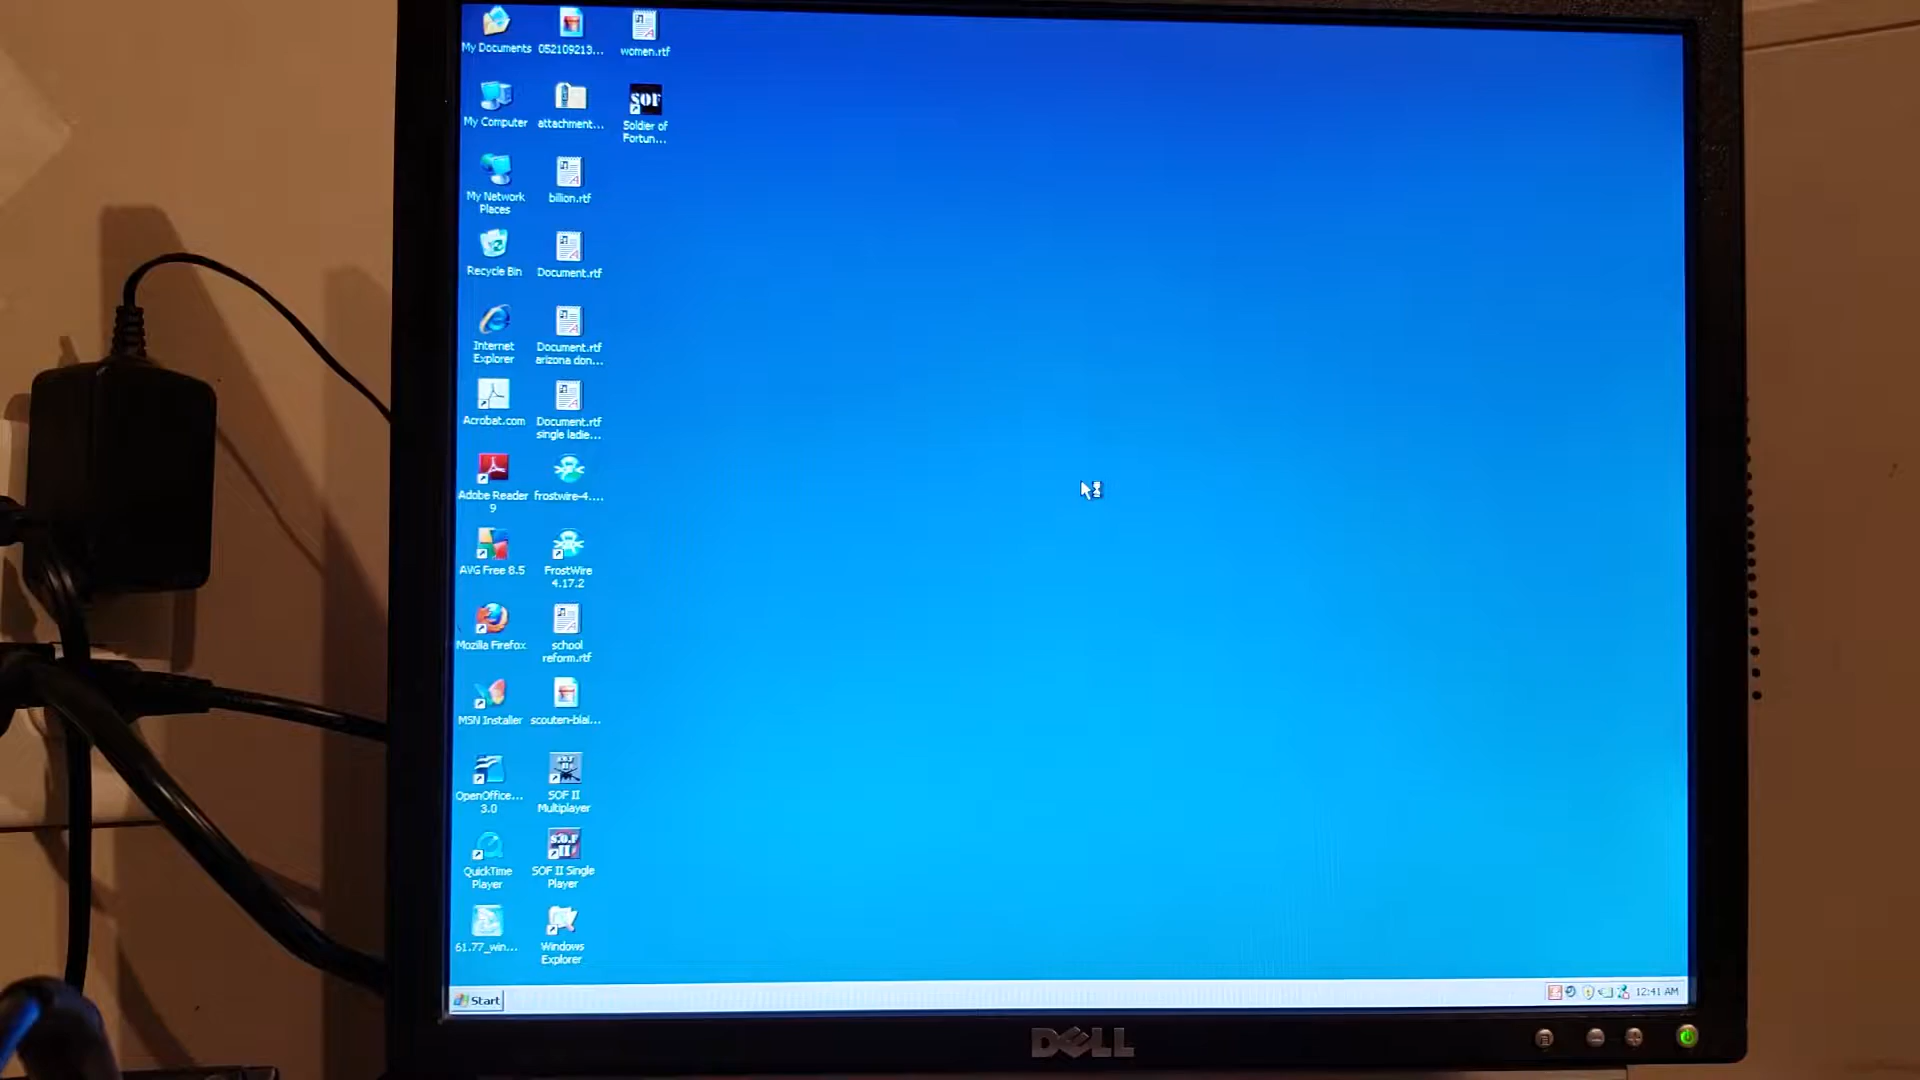 My Documents
052109213...
women.rtf
My Computer
attachment...
SOF
Soldier of
Fortun...
My Network
Places
billion.rtf
Recycle Bin
Document.rtf
Internet
Explorer
Document.rtf
arizona don...
Acrobat.com
Document.rtf
single ladie...
Adobe Reader
9
frostwire-4....
AVG Free 8.5
FrostWire
4.17.2
Mozilla Firefox
school
reform.rtf
MSN Installer
scouten-blai...
OpenOffice...
3.0
SOF II
Multiplayer
QuickTime
Player
S.O.F
II
SOF II Single
Player
61.77_win...
Windows
Explorer
Start
12:41 AM
DELL